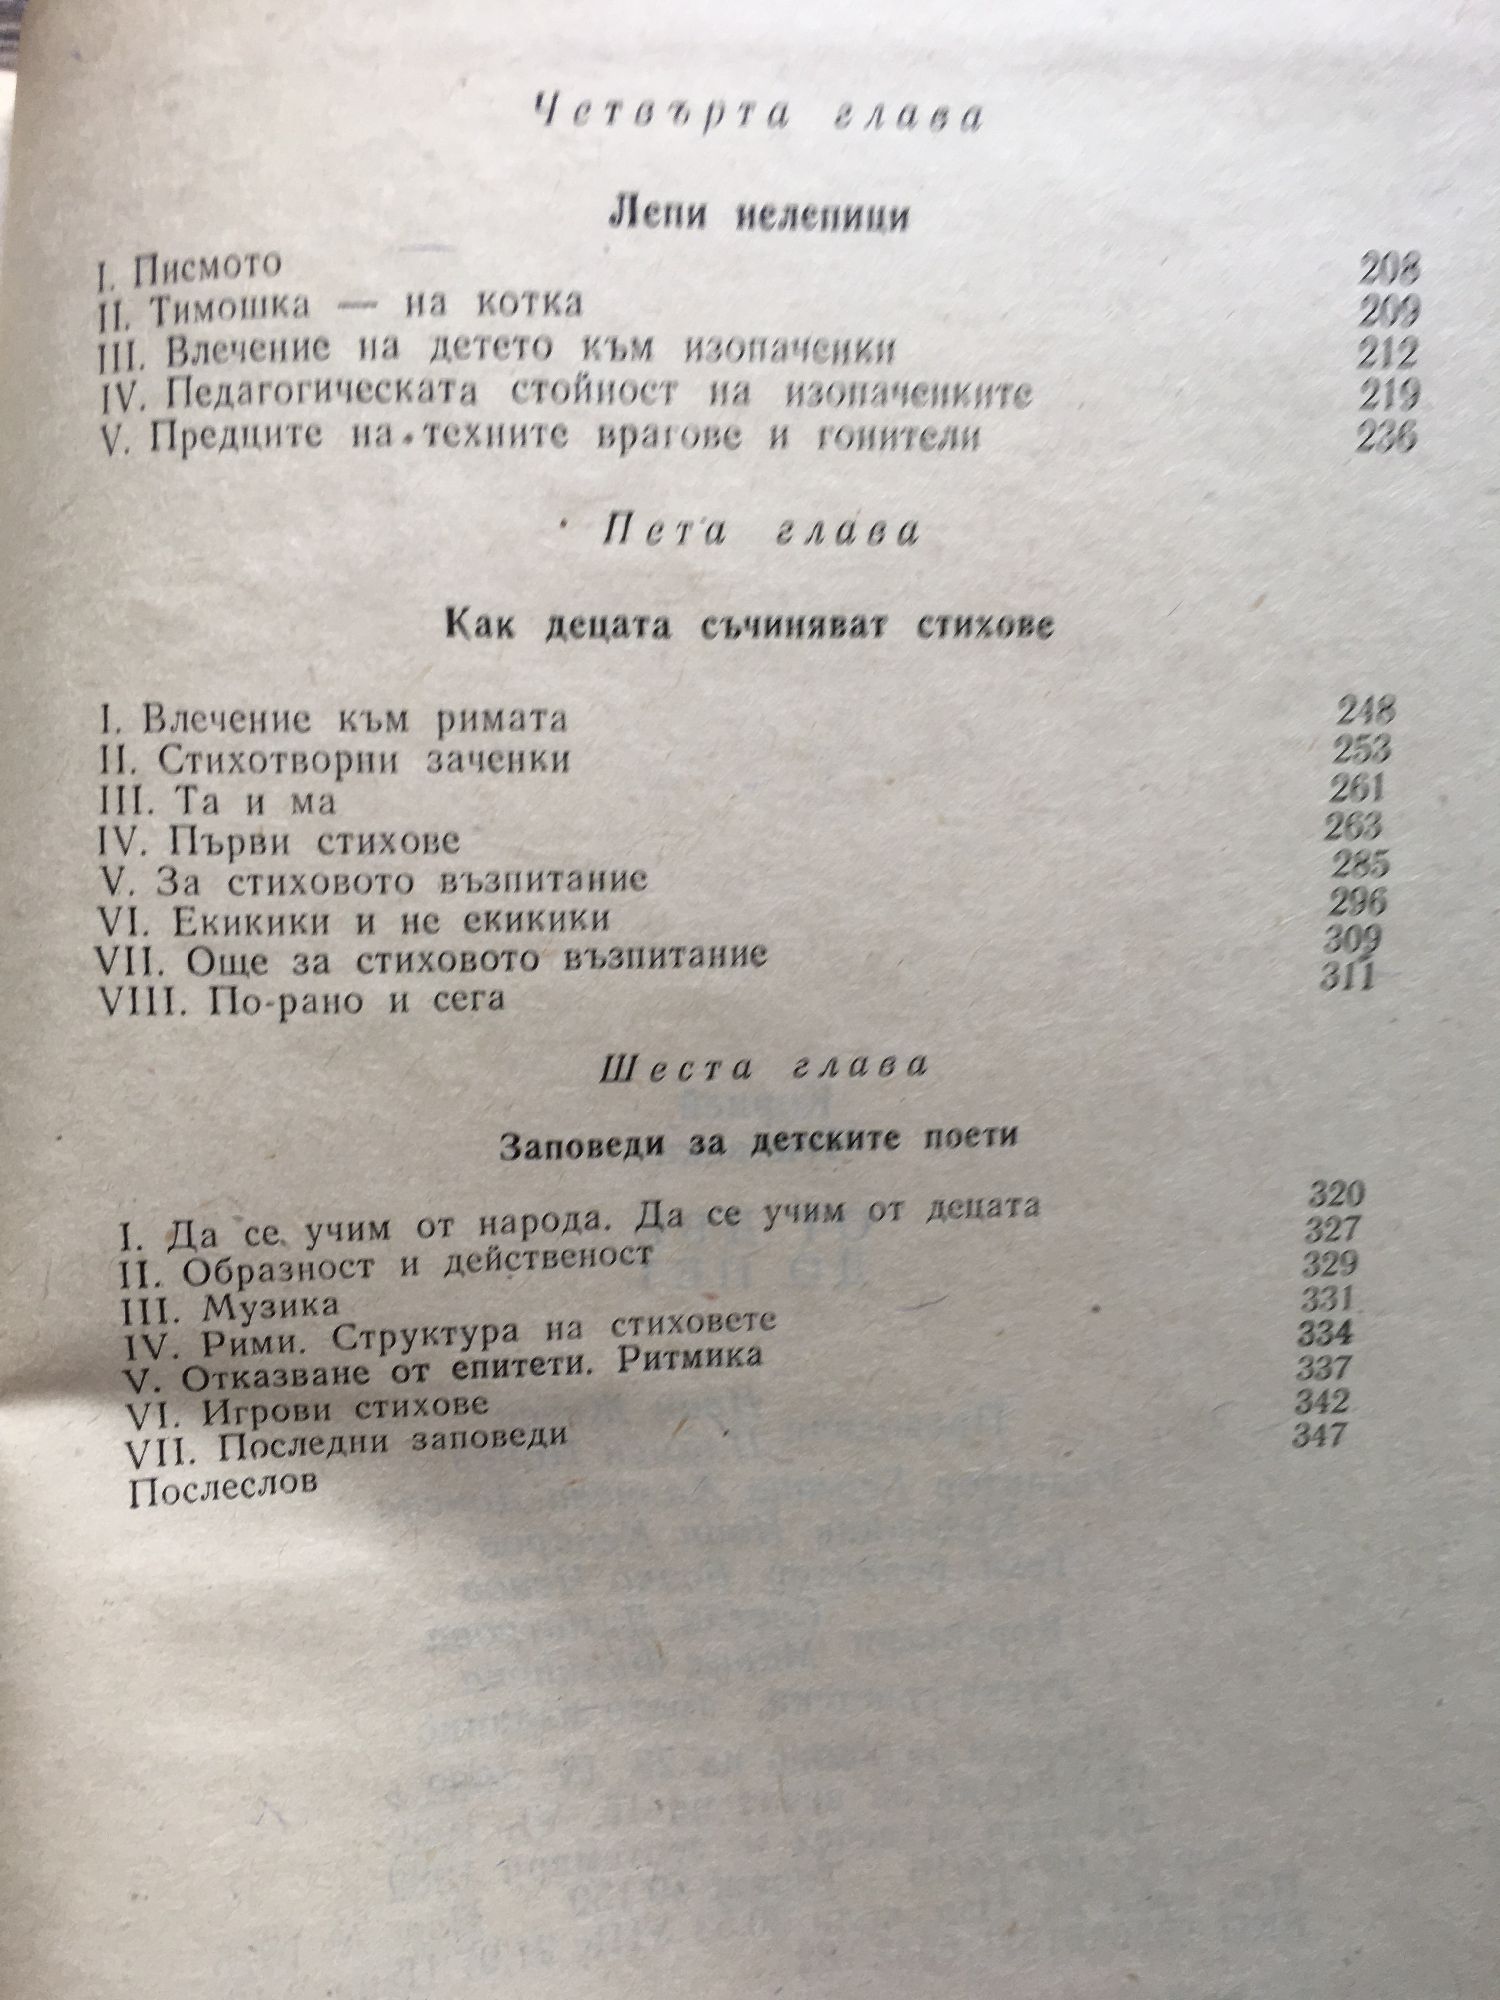 Четвърта глава
Лепи нелепици
I. Писмото 208
II. Тимошка — на котка 209
III. Влечение на детето към изопаченки 212
IV. Педагогическата стойност на изопаченките 219
V. Предците на техните врагове и гонители 236
Пета глава
Как децата съчиняват стихове
I. Влечение към римата 248
II. Стихотворни заченки 253
III. Та и ма 261
IV. Първи стихове 263
V. За стиховото възпитание 285
VI. Екикики и не екикики 296
VII. Още за стиховото възпитание 309
VIII. По-рано и сега 311
Шеста глава
Заповеди за детските поети
I. Да се учим от народа. Да се учим от децата 320
II. Образност и действеност 327
III. Музика 329
IV. Рими. Структура на стиховете 331
V. Отказване от епитети. Ритмика 334
VI. Игрови стихове 337
VII. Последни заповеди 342
Послеслов 347